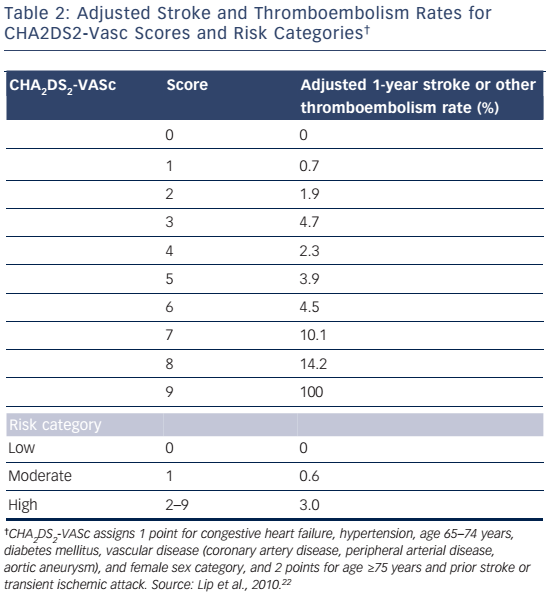 Table 2: Adjusted Stroke and Thromboembolism Rates for
CHA2DS2-Vasc Scores and Risk Categories†
CHA₂DS₂-VASc Score Adjusted 1-year stroke or other
thromboembolism rate (%)
0 0
1 0.7
2 1.9
3 4.7
4 2.3
5 3.9
6 4.5
7 10.1
8 14.2
9 100
Risk category
Low 0 0
Moderate 1 0.6
High 2–9 3.0
†CHA₂DS₂-VASc assigns 1 point for congestive heart failure, hypertension, age 65–74 years,
diabetes mellitus, vascular disease (coronary artery disease, peripheral arterial disease,
aortic aneurysm), and female sex category, and 2 points for age ≥75 years and prior stroke or
transient ischemic attack. Source: Lip et al., 2010.²²